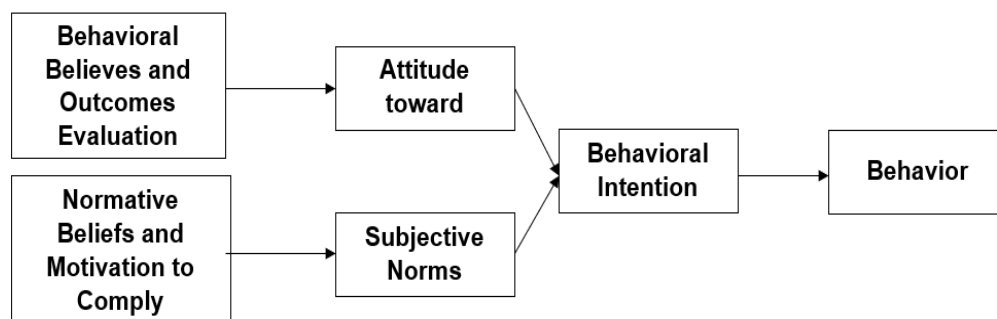 Behavioral
Believes and
Outcomes
Evaluation
Attitude
toward
Normative
Beliefs and
Motivation to
Comply
Subjective
Norms
Behavioral
Intention
Behavior